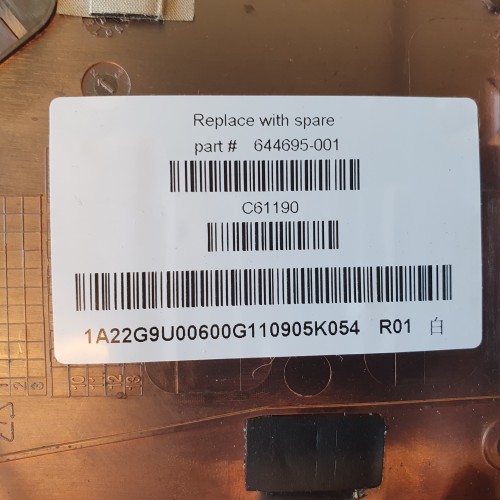 Replace with spare
part # 644695-001
C61190
1A22G9U00600G110905K054 R01 白